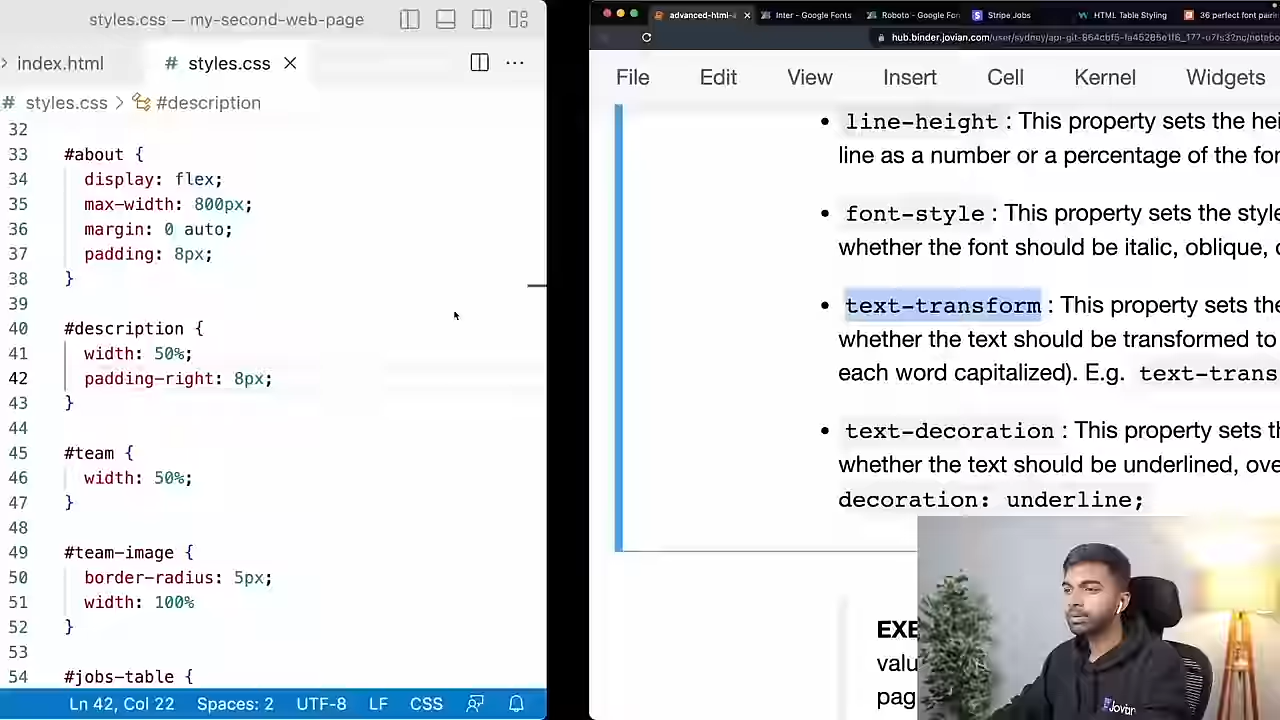 styles.css — my-second-web-page
index.html
# styles.css
# styles.css > #description
32
33 #about {
34 display: flex;
35 max-width: 800px;
36 margin: 0 auto;
37 padding: 8px;
38 }
39
40 #description {
41 width: 50%;
42 padding-right: 8px;
43 }
44
45 #team {
46 width: 50%;
47 }
48
49 #team-image {
50 border-radius: 5px;
51 width: 100%
52 }
53
54 #jobs-table {
Ln 42, Col 22 Spaces: 2 UTF-8 LF CSS
advanced-html- Inter - Google Fonts Roboto - Google Fon Stripe Jobs HTML Table Styling 36 perfect font pairi
File Edit View Insert Cell Kernel Widgets
• line-height : This property sets the hei
line as a number or a percentage of the fon
• font-style : This property sets the style
whether the font should be italic, oblique,
• text-transform : This property sets the
whether the text should be transformed to
each word capitalized). E.g. text-trans
• text-decoration : This property sets th
whether the text should be underlined, ove
decoration: underline;
EXE
valu
pag
Jovian